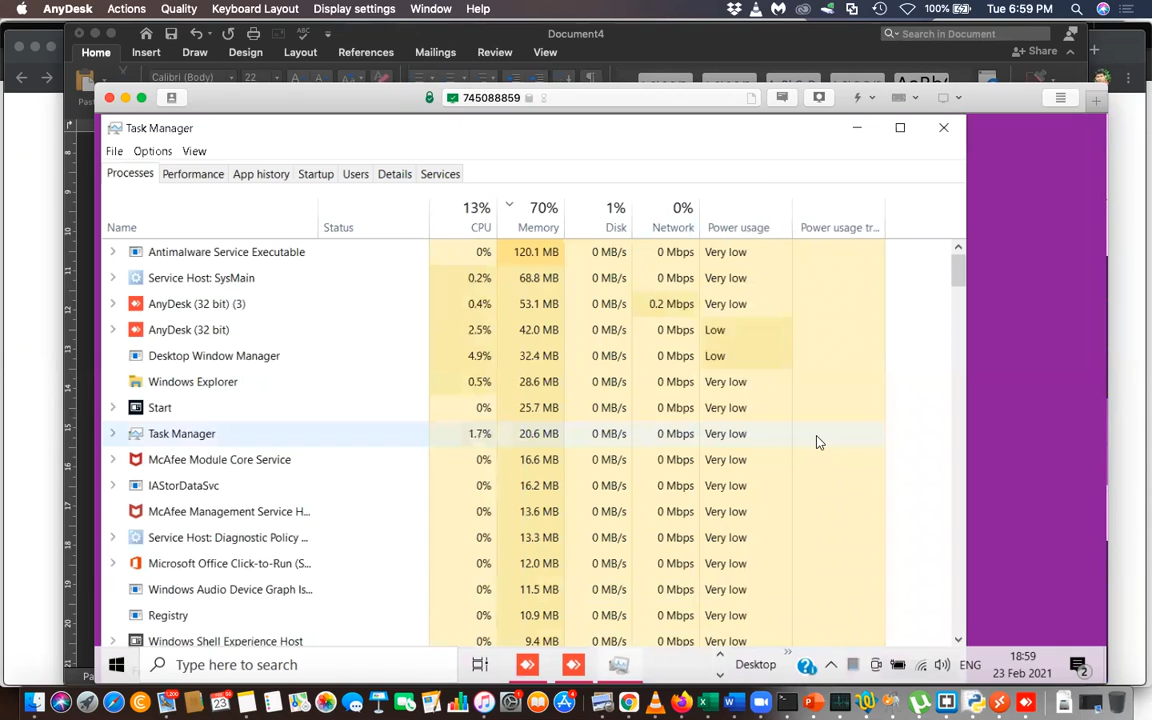 AnyDesk Actions Quality Keyboard Layout Display settings Window Help 100% Tue 6:59 PM
Document4 Search in Document
Home Insert Draw Design Layout References Mailings Review View Share
Calibri (Body) 22
745088859
Task Manager
File Options View
Processes Performance App history Startup Users Details Services
13% 70% 1% 0%
Name Status CPU Memory Disk Network Power usage Power usage tr...
Antimalware Service Executable 0% 120.1 MB 0 MB/s 0 Mbps Very low
Service Host: SysMain 0.2% 68.8 MB 0 MB/s 0 Mbps Very low
AnyDesk (32 bit) (3) 0.4% 53.1 MB 0 MB/s 0.2 Mbps Very low
AnyDesk (32 bit) 2.5% 42.0 MB 0 MB/s 0 Mbps Low
Desktop Window Manager 4.9% 32.4 MB 0 MB/s 0 Mbps Low
Windows Explorer 0.5% 28.6 MB 0 MB/s 0 Mbps Very low
Start 0% 25.7 MB 0 MB/s 0 Mbps Very low
Task Manager 1.7% 20.6 MB 0 MB/s 0 Mbps Very low
McAfee Module Core Service 0% 16.6 MB 0 MB/s 0 Mbps Very low
IAStorDataSvc 0% 16.2 MB 0 MB/s 0 Mbps Very low
McAfee Management Service H... 0% 13.6 MB 0 MB/s 0 Mbps Very low
Service Host: Diagnostic Policy ... 0% 13.3 MB 0 MB/s 0 Mbps Very low
Microsoft Office Click-to-Run (S... 0% 12.0 MB 0 MB/s 0 Mbps Very low
Windows Audio Device Graph Is... 0% 11.5 MB 0 MB/s 0 Mbps Very low
Registry 0% 10.9 MB 0 MB/s 0 Mbps Very low
Windows Shell Experience Host 0% 9.4 MB 0 MB/s 0 Mbps Very low
Type here to search Desktop ENG 18:59
23 Feb 2021
2